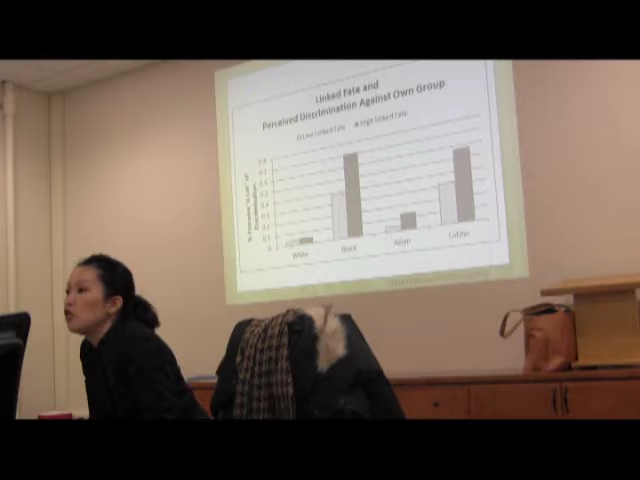 Linked Fate and
Perceived Discrimination Against Own Group
Low Linked Fate
High Linked Fate
White
Black
Asian
Latino